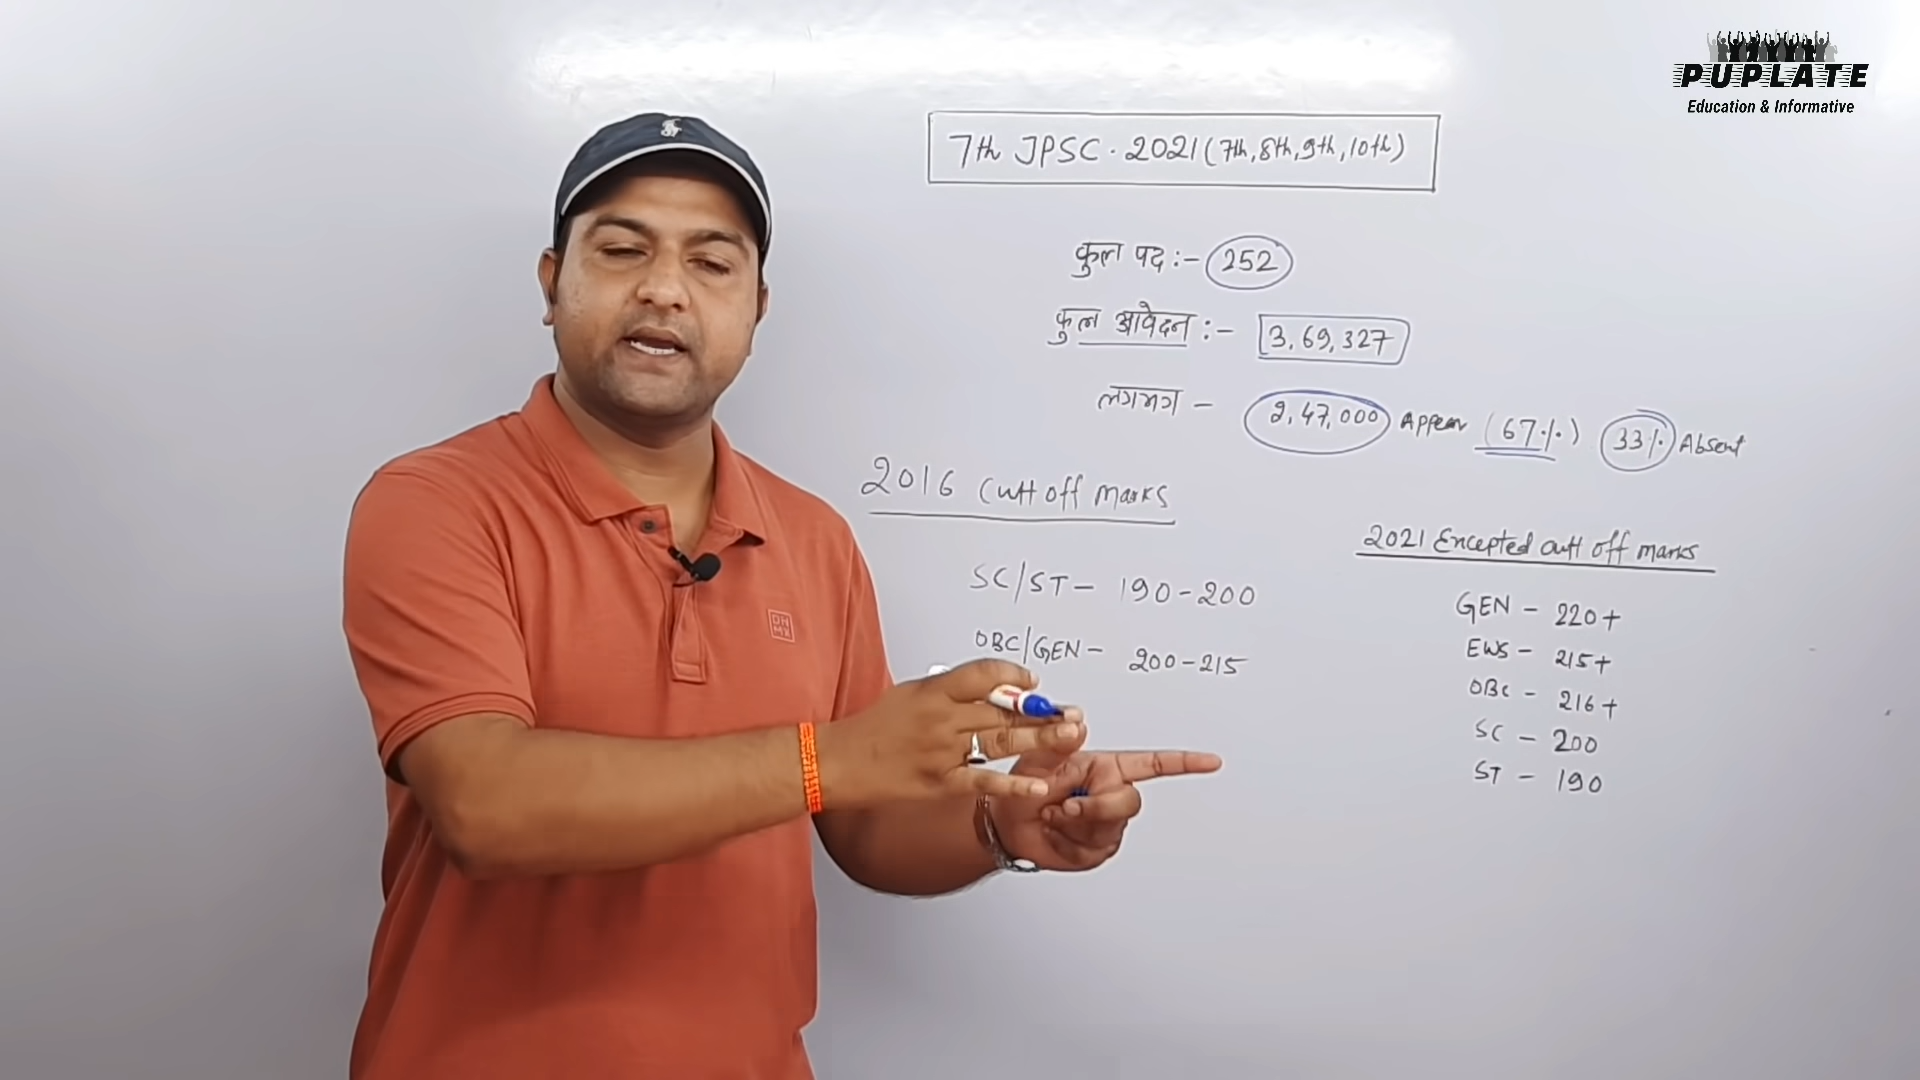 PUPLATE
Education & Informative
7th JPSC · 2021 (7th, 8th, 9th, 10th)
कुल पद :- 252
कुल आवेदन :- 3,69,327
लगभग - 2,47,000 Appear (67%) 33% Absent
2016 Cutt off marks
SC/ST - 190-200
OBC/GEN - 200-215
2021 Excepted cutt off marks
GEN - 220+
EWS - 215+
OBC - 216+
SC - 200
ST - 190
DN
MX